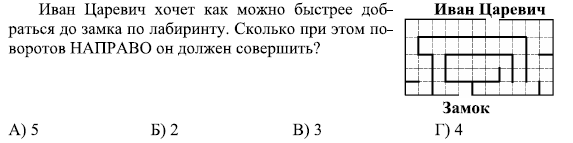 Иван Царевич хочет как можно быстрее доб-
раться до замка по лабиринту. Сколько при этом по-
воротов НАПРАВО он должен совершить?
Иван Царевич
Замок
А) 5 Б) 2 В) 3 Г) 4